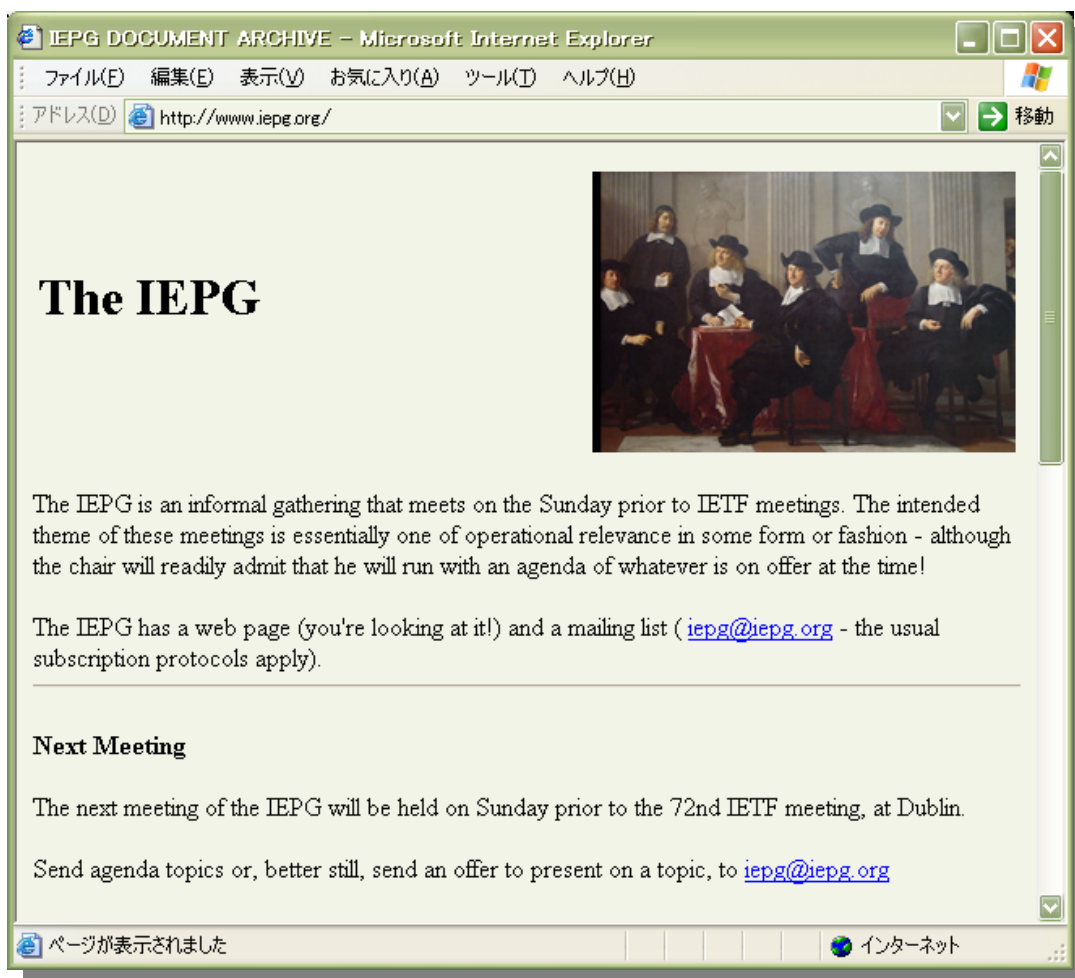 IEPG DOCUMENT ARCHIVE - Microsoft Internet Explorer
ファイル(F) 編集(E) 表示(V) お気に入り(A) ツール(T) ヘルプ(H)
アドレス(D) http://www.iepg.org/ 移動
The IEPG
The IEPG is an informal gathering that meets on the Sunday prior to IETF meetings. The intended
theme of these meetings is essentially one of operational relevance in some form or fashion - although
the chair will readily admit that he will run with an agenda of whatever is on offer at the time!
The IEPG has a web page (you're looking at it!) and a mailing list ( iepg@iepg.org - the usual
subscription protocols apply).
Next Meeting
The next meeting of the IEPG will be held on Sunday prior to the 72nd IETF meeting, at Dublin.
Send agenda topics or, better still, send an offer to present on a topic, to iepg@iepg.org
ページが表示されました インターネット